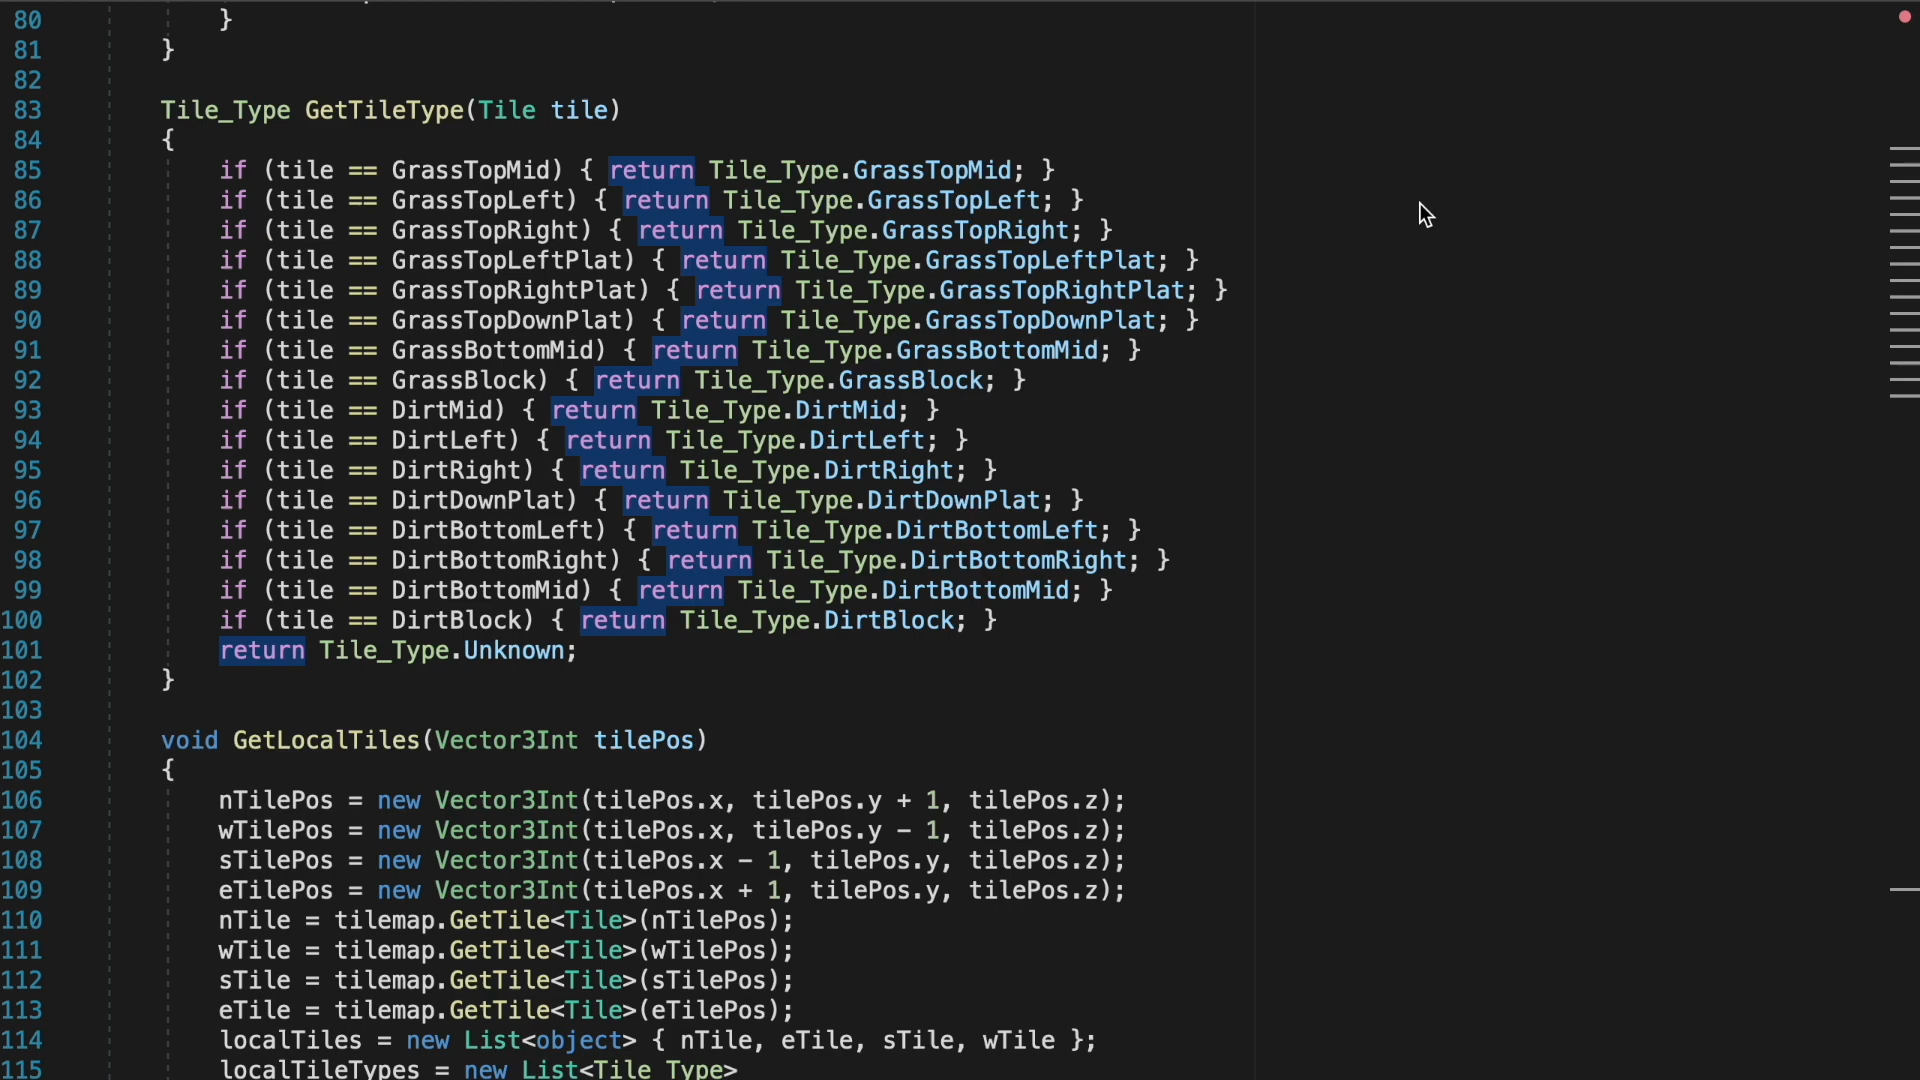 80 }
81 }
82
83 Tile_Type GetTileType(Tile tile)
84 {
85 if (tile == GrassTopMid) { return Tile_Type.GrassTopMid; }
86 if (tile == GrassTopLeft) { return Tile_Type.GrassTopLeft; }
87 if (tile == GrassTopRight) { return Tile_Type.GrassTopRight; }
88 if (tile == GrassTopLeftPlat) { return Tile_Type.GrassTopLeftPlat; }
89 if (tile == GrassTopRightPlat) { return Tile_Type.GrassTopRightPlat; }
90 if (tile == GrassTopDownPlat) { return Tile_Type.GrassTopDownPlat; }
91 if (tile == GrassBottomMid) { return Tile_Type.GrassBottomMid; }
92 if (tile == GrassBlock) { return Tile_Type.GrassBlock; }
93 if (tile == DirtMid) { return Tile_Type.DirtMid; }
94 if (tile == DirtLeft) { return Tile_Type.DirtLeft; }
95 if (tile == DirtRight) { return Tile_Type.DirtRight; }
96 if (tile == DirtDownPlat) { return Tile_Type.DirtDownPlat; }
97 if (tile == DirtBottomLeft) { return Tile_Type.DirtBottomLeft; }
98 if (tile == DirtBottomRight) { return Tile_Type.DirtBottomRight; }
99 if (tile == DirtBottomMid) { return Tile_Type.DirtBottomMid; }
100 if (tile == DirtBlock) { return Tile_Type.DirtBlock; }
101 return Tile_Type.Unknown;
102 }
103
104 void GetLocalTiles(Vector3Int tilePos)
105 {
106 nTilePos = new Vector3Int(tilePos.x, tilePos.y + 1, tilePos.z);
107 wTilePos = new Vector3Int(tilePos.x, tilePos.y - 1, tilePos.z);
108 sTilePos = new Vector3Int(tilePos.x - 1, tilePos.y, tilePos.z);
109 eTilePos = new Vector3Int(tilePos.x + 1, tilePos.y, tilePos.z);
110 nTile = tilemap.GetTile<Tile>(nTilePos);
111 wTile = tilemap.GetTile<Tile>(wTilePos);
112 sTile = tilemap.GetTile<Tile>(sTilePos);
113 eTile = tilemap.GetTile<Tile>(eTilePos);
114 localTiles = new List<object> { nTile, eTile, sTile, wTile };
115 localTileTypes = new List<Tile_Type>